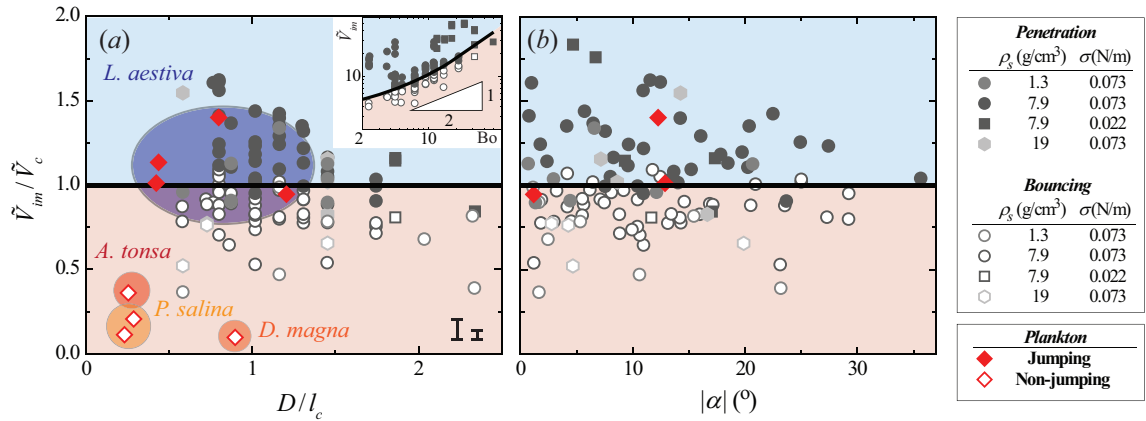 2.0
1.5
1.0
0.5
0.0
Ṽim / Ṽc
(a)
L. aestiva
A. tonsa
P. salina
D. magna
0 1 2
D/lc
Ṽim
10
2 10 Bo
2
1
(b)
0 10 20 30
|α| (º)
Penetration
ρs (g/cm³) σ(N/m)
1.3 0.073
7.9 0.073
7.9 0.022
19 0.073
Bouncing
ρs (g/cm³) σ(N/m)
1.3 0.073
7.9 0.073
7.9 0.022
19 0.073
Plankton
Jumping
Non-jumping